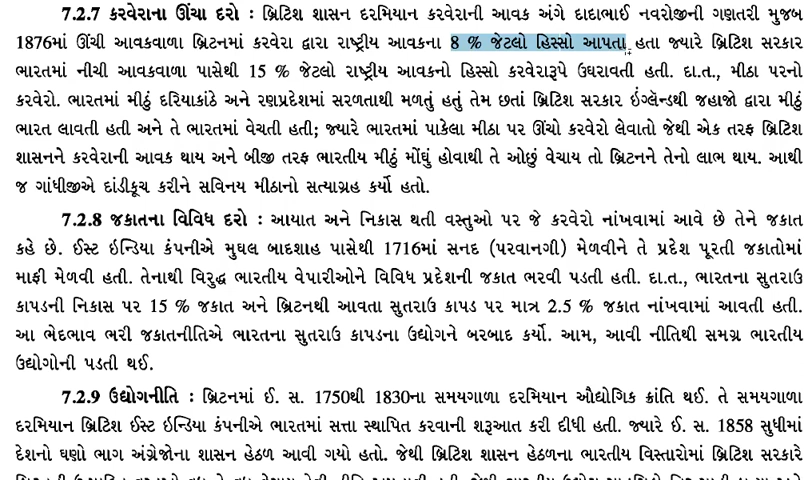 7.2.7 કરવેરાના ઊંચા દરો : બ્રિટિશ શાસન દરમિયાન કરવેરાની આવક અંગે દાદાભાઈ નવરોજીની ગણતરી મુજબ
1876માં ઊંચી આવકવાળા બ્રિટનમાં કરવેરા દ્વારા રાષ્ટ્રીય આવકના 8 % જેટલો હિસ્સો આપતા હતા જ્યારે બ્રિટિશ સરકાર
ભારતમાં નીચી આવકવાળા પાસેથી 15 % જેટલો રાષ્ટ્રીય આવકનો હિસ્સો કરવેરારૂપે ઉઘરાવતી હતી. દા.ત., મીઠા પરનો
કરવેરો. ભારતમાં મીઠું દરિયાકાંઠે અને રણપ્રદેશમાં સરળતાથી મળતું હતું તેમ છતાં બ્રિટિશ સરકાર ઇંગ્લૅન્ડથી જહાજો દ્વારા મીઠું
ભારત લાવતી હતી અને તે ભારતમાં વેચતી હતી; જ્યારે ભારતમાં પાકેલા મીઠા પર ઊંચો કરવેરો લેવાતો જેથી એક તરફ બ્રિટિશ
શાસનને કરવેરાની આવક થાય અને બીજી તરફ ભારતીય મીઠું મોંઘું હોવાથી તે ઓછું વેચાય તો બ્રિટનને તેનો લાભ થાય. આથી
જ ગાંધીજીએ દાંડીકૂચ કરીને સવિનય મીઠાનો સત્યાગ્રહ કર્યો હતો.
7.2.8 જકાતના વિવિધ દરો : આયાત અને નિકાસ થતી વસ્તુઓ પર જે કરવેરો નાંખવામાં આવે છે તેને જકાત
કહે છે. ઈસ્ટ ઇન્ડિયા કંપનીએ મુઘલ બાદશાહ પાસેથી 1716માં સનદ (પરવાનગી) મેળવીને તે પ્રદેશ પૂરતી જકાતોમાં
માફી મેળવી હતી. તેનાથી વિરુદ્ધ ભારતીય વેપારીઓને વિવિધ પ્રદેશની જકાત ભરવી પડતી હતી. દા.ત., ભારતના સુતરાઉ
કાપડની નિકાસ પર 15 % જકાત અને બ્રિટનથી આવતા સુતરાઉ કાપડ પર માત્ર 2.5 % જકાત નાંખવામાં આવતી હતી.
આ ભેદભાવ ભરી જકાતનીતિએ ભારતના સુતરાઉ કાપડના ઉદ્યોગને બરબાદ કર્યો. આમ, આવી નીતિથી સમગ્ર ભારતીય
ઉદ્યોગોની પડતી થઈ.
7.2.9 ઉદ્યોગનીતિ : બ્રિટનમાં ઈ. સ. 1750થી 1830ના સમયગાળા દરમિયાન ઔદ્યોગિક ક્રાંતિ થઈ. તે સમયગાળા
દરમિયાન બ્રિટિશ ઈસ્ટ ઇન્ડિયા કંપનીએ ભારતમાં સત્તા સ્થાપિત કરવાની શરૂઆત કરી દીધી હતી. જ્યારે ઈ. સ. 1858 સુધીમાં
દેશનો ઘણો ભાગ અંગ્રેજોના શાસન હેઠળ આવી ગયો હતો. જેથી બ્રિટિશ શાસન હેઠળના ભારતીય વિસ્તારોમાં બ્રિટિશ સરકારે